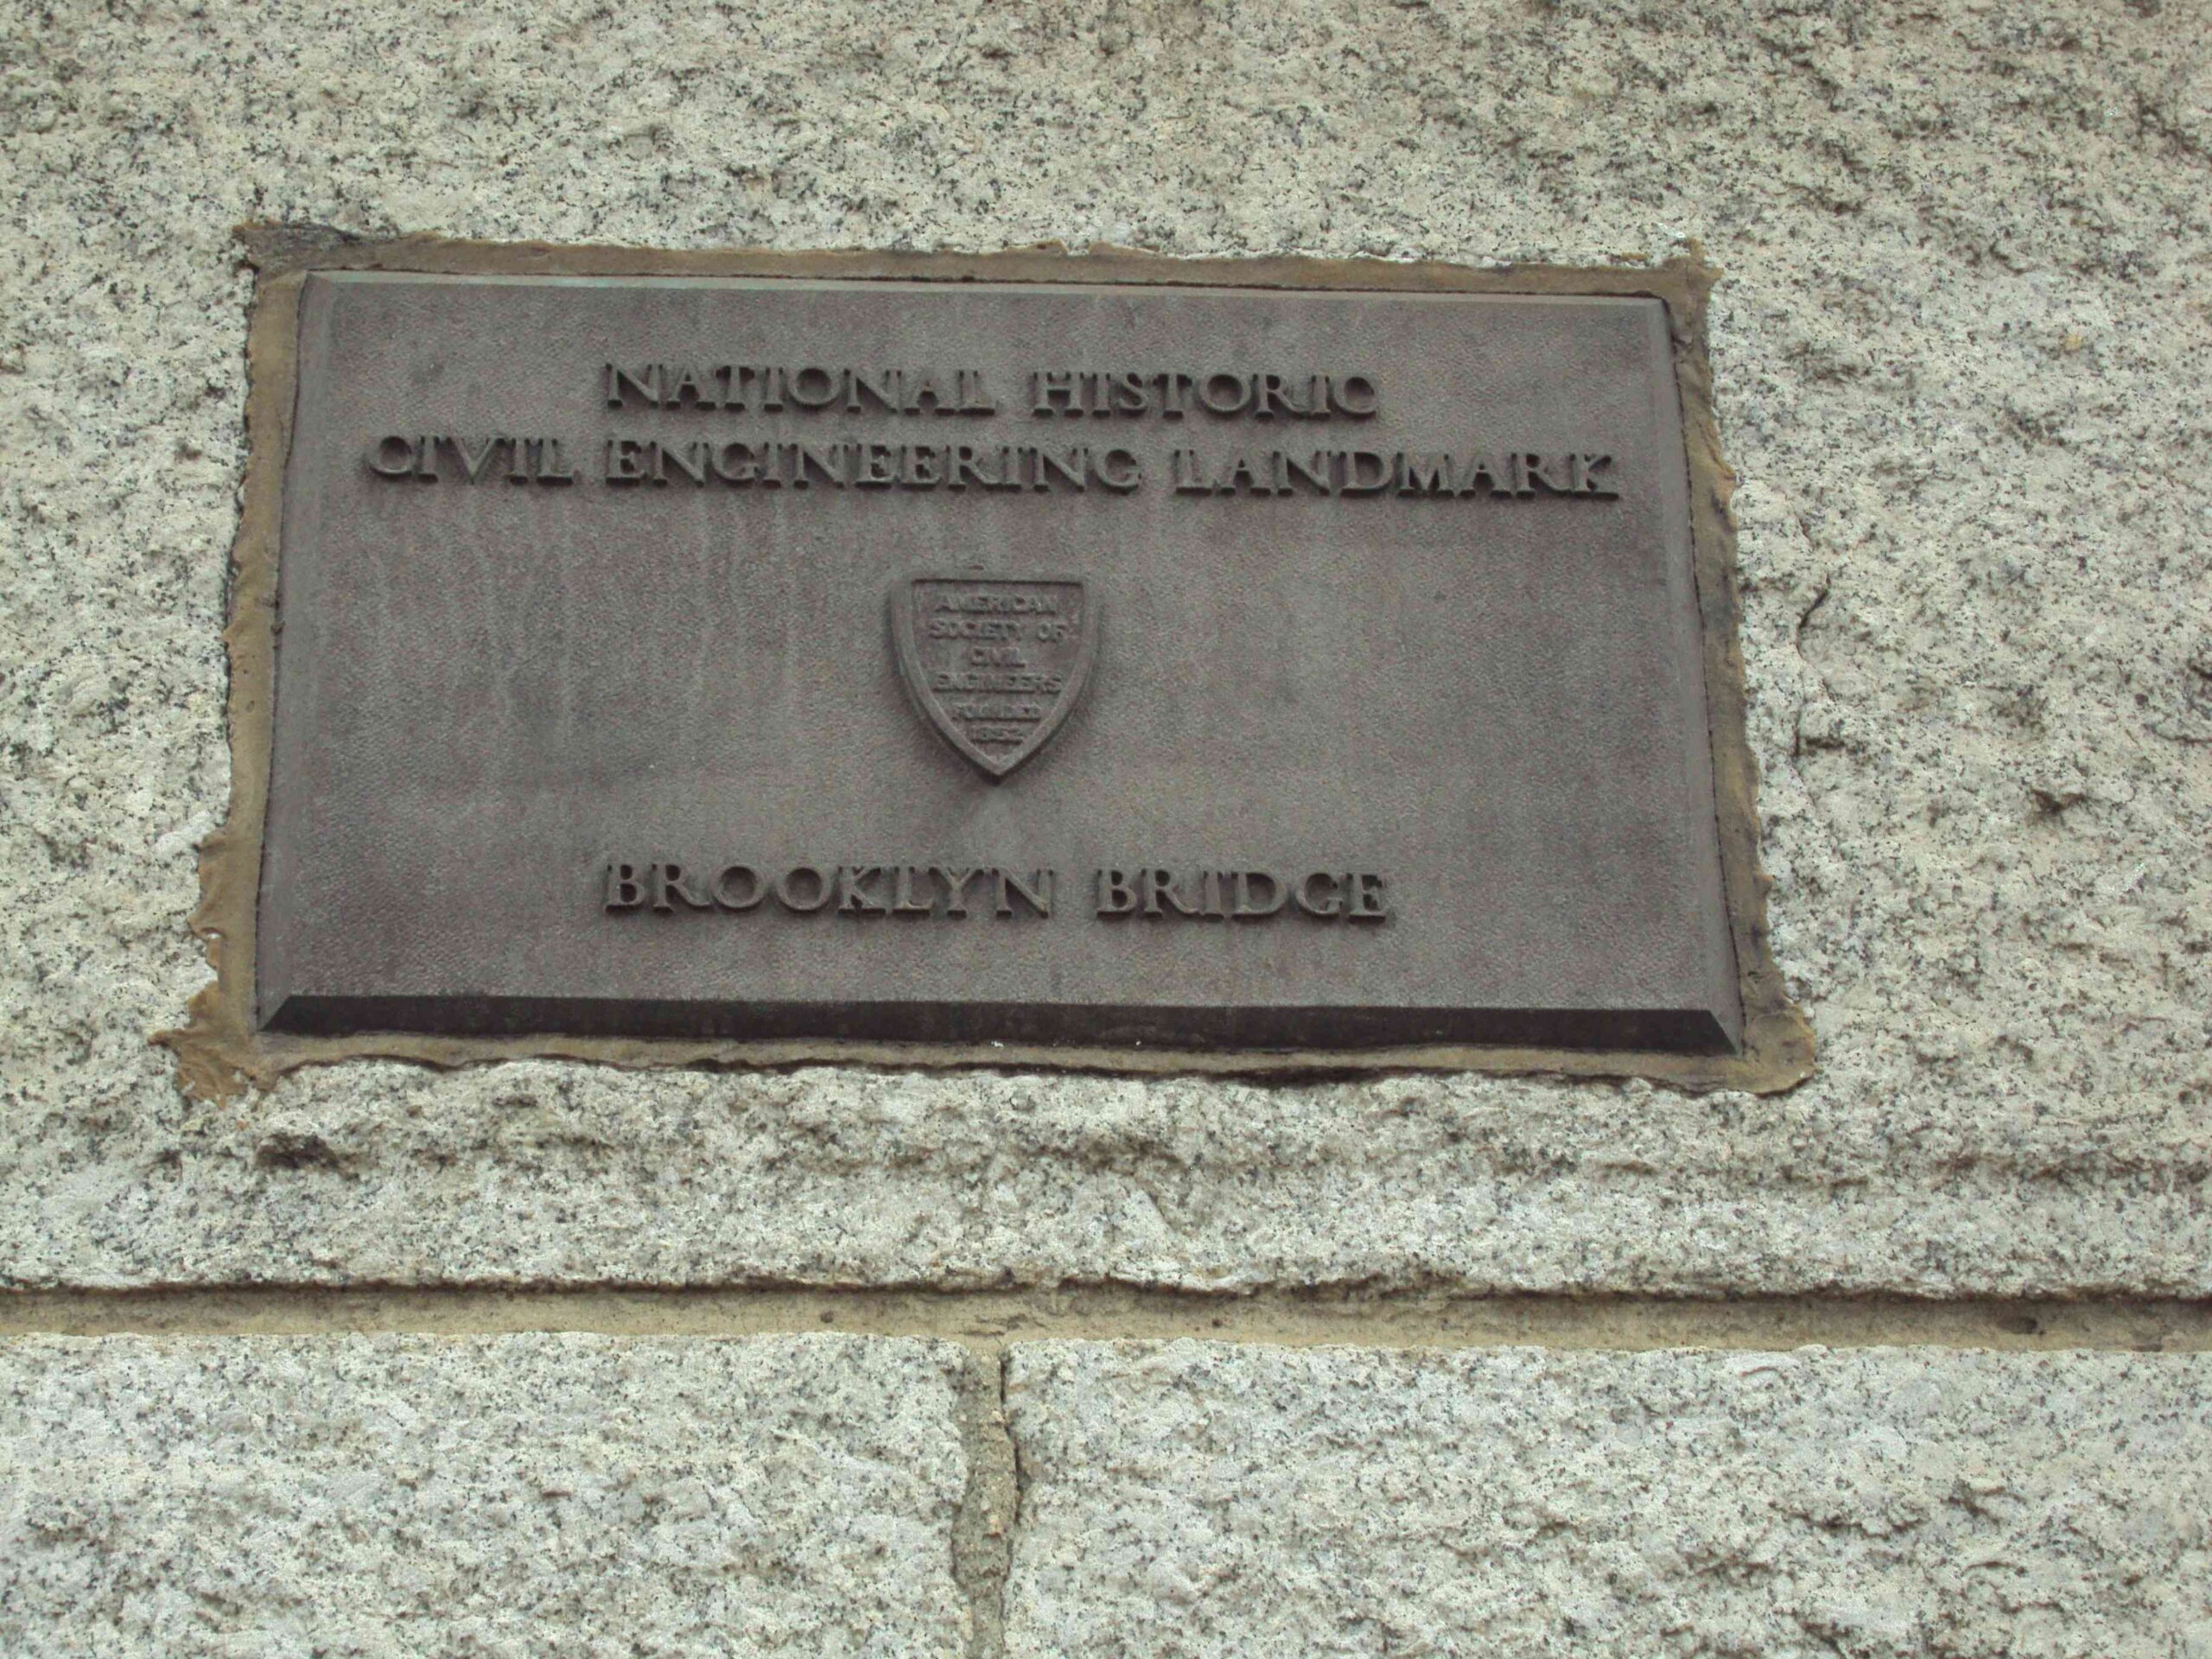 NATIONAL HISTORIC
CIVIL ENGINEERING LANDMARK
AMERICAN
SOCIETY OF
CIVIL
ENGINEERS
FOUNDED
1852
BROOKLYN BRIDGE